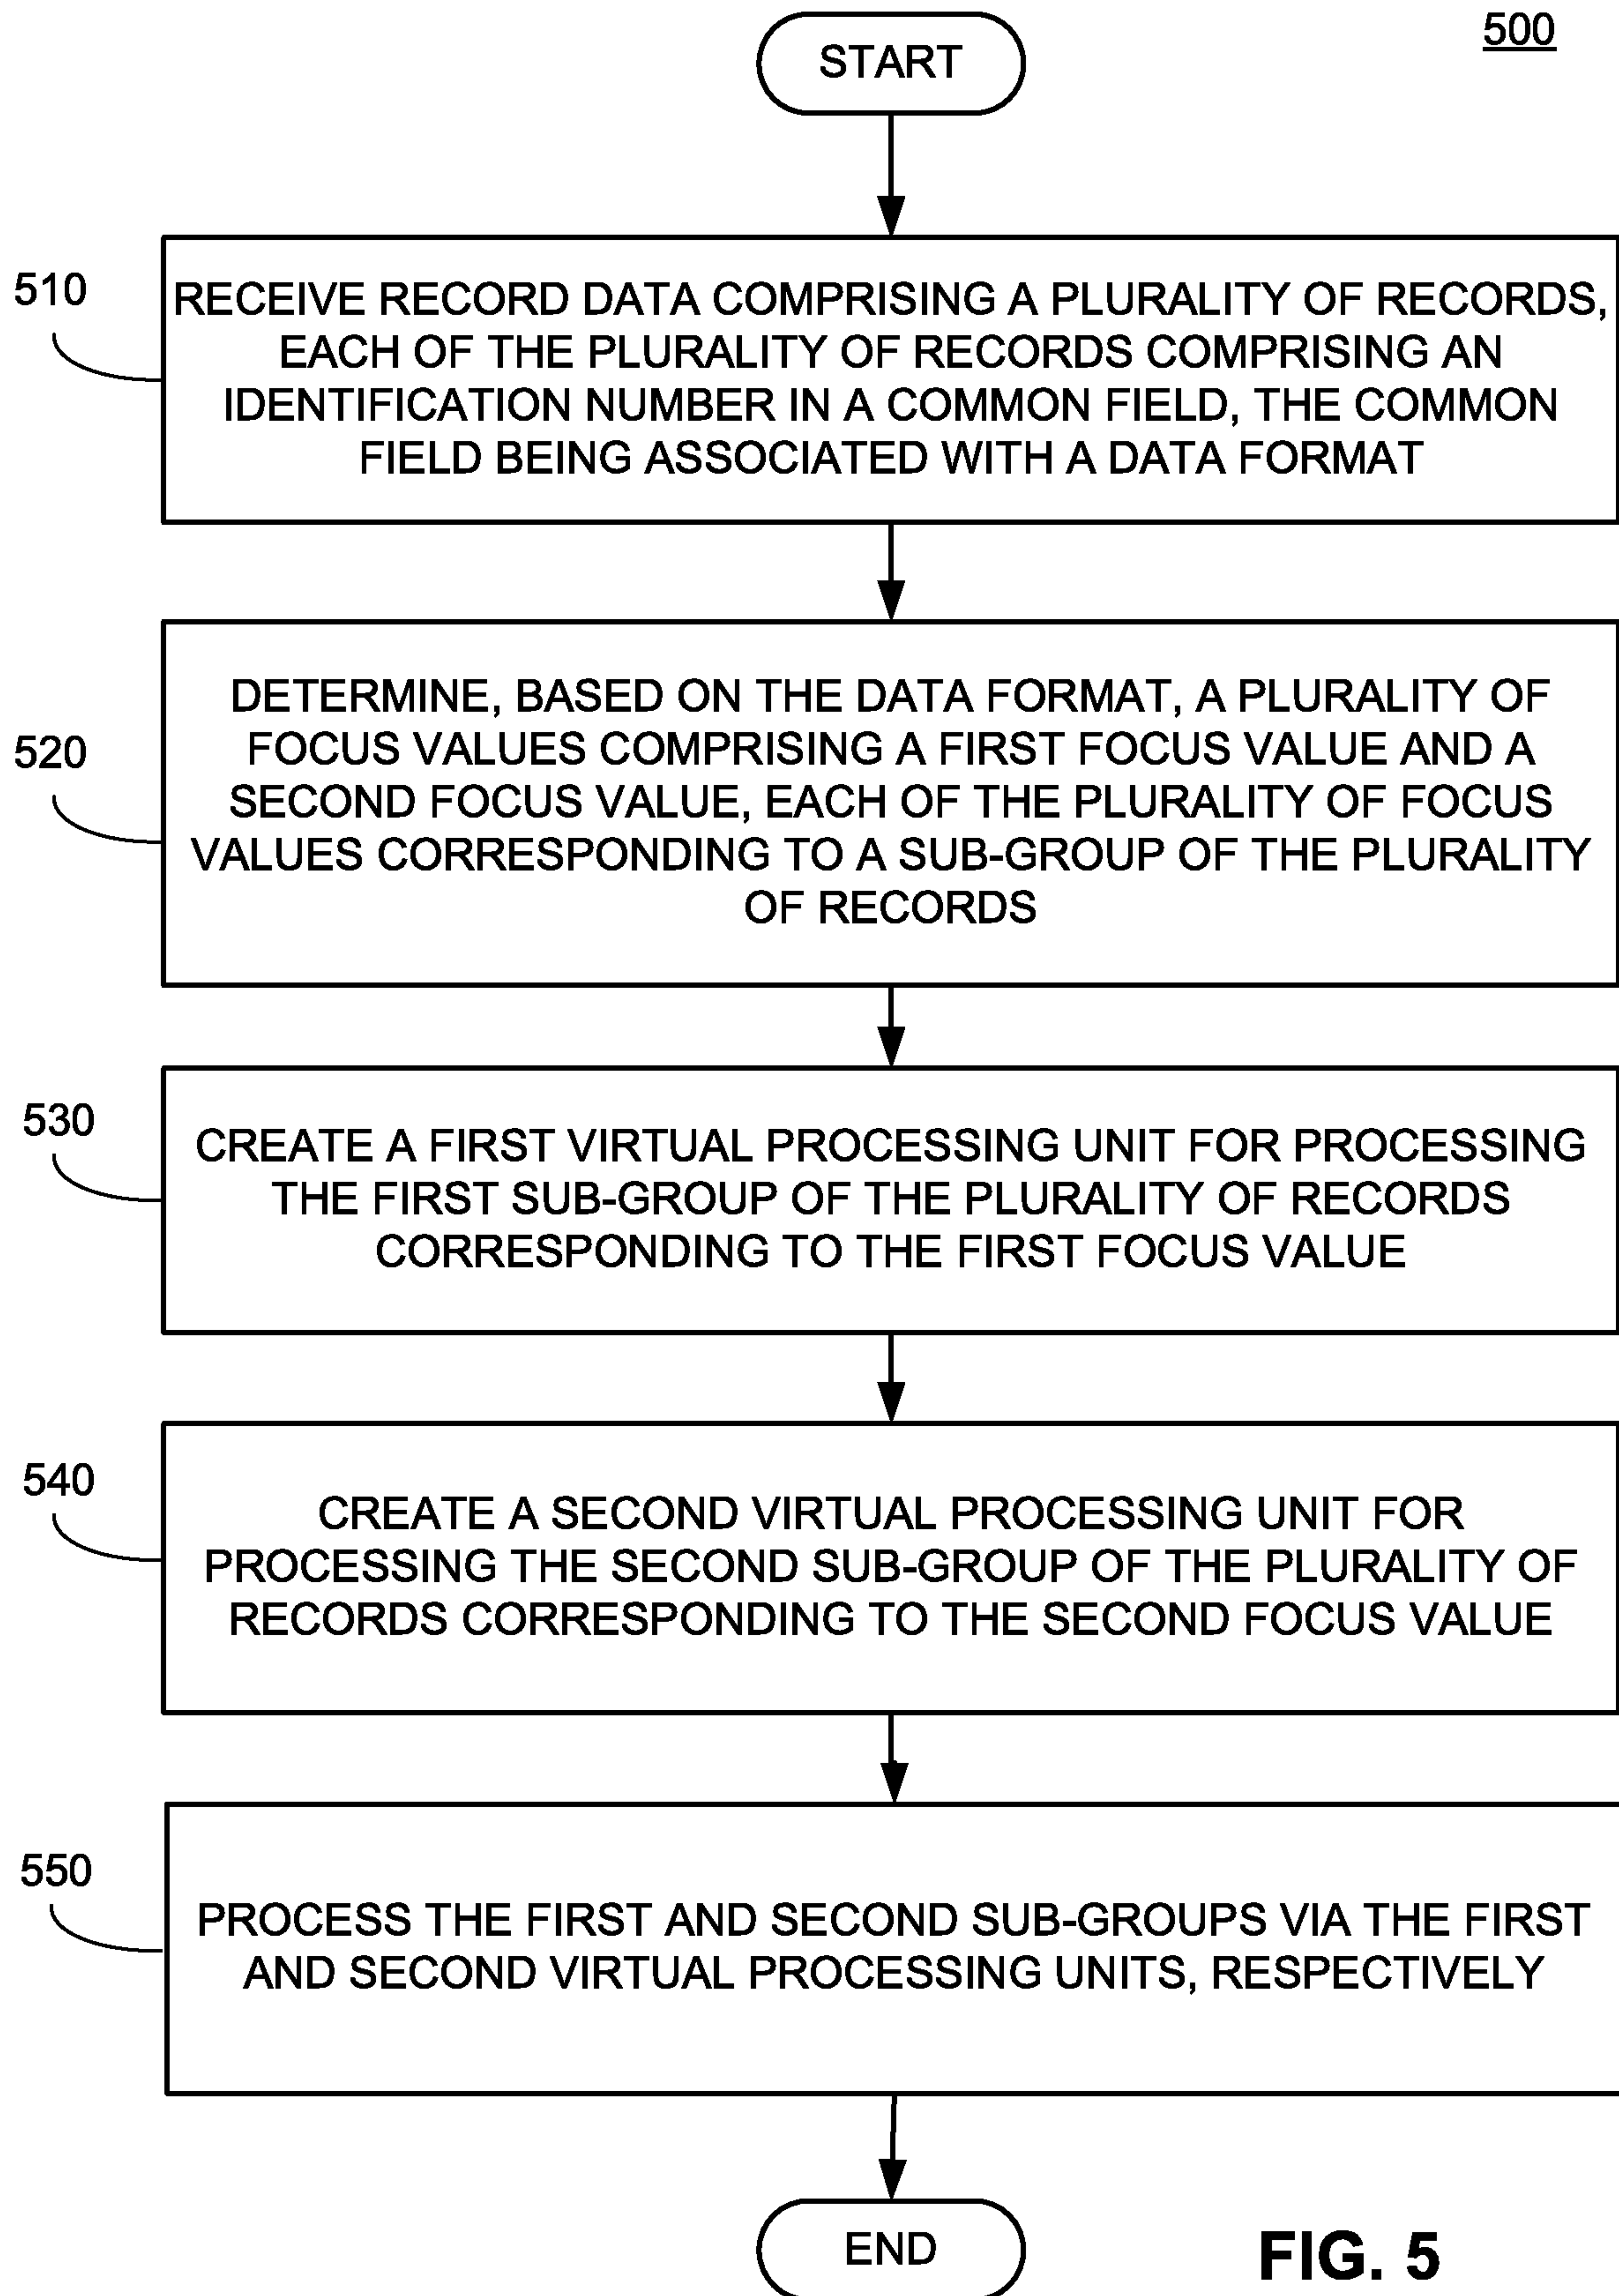 500
START
510
RECEIVE RECORD DATA COMPRISING A PLURALITY OF RECORDS,
EACH OF THE PLURALITY OF RECORDS COMPRISING AN
IDENTIFICATION NUMBER IN A COMMON FIELD, THE COMMON
FIELD BEING ASSOCIATED WITH A DATA FORMAT
520
DETERMINE, BASED ON THE DATA FORMAT, A PLURALITY OF
FOCUS VALUES COMPRISING A FIRST FOCUS VALUE AND A
SECOND FOCUS VALUE, EACH OF THE PLURALITY OF FOCUS
VALUES CORRESPONDING TO A SUB-GROUP OF THE PLURALITY
OF RECORDS
530
CREATE A FIRST VIRTUAL PROCESSING UNIT FOR PROCESSING
THE FIRST SUB-GROUP OF THE PLURALITY OF RECORDS
CORRESPONDING TO THE FIRST FOCUS VALUE
540
CREATE A SECOND VIRTUAL PROCESSING UNIT FOR
PROCESSING THE SECOND SUB-GROUP OF THE PLURALITY OF
RECORDS CORRESPONDING TO THE SECOND FOCUS VALUE
550
PROCESS THE FIRST AND SECOND SUB-GROUPS VIA THE FIRST
AND SECOND VIRTUAL PROCESSING UNITS, RESPECTIVELY
END
FIG. 5